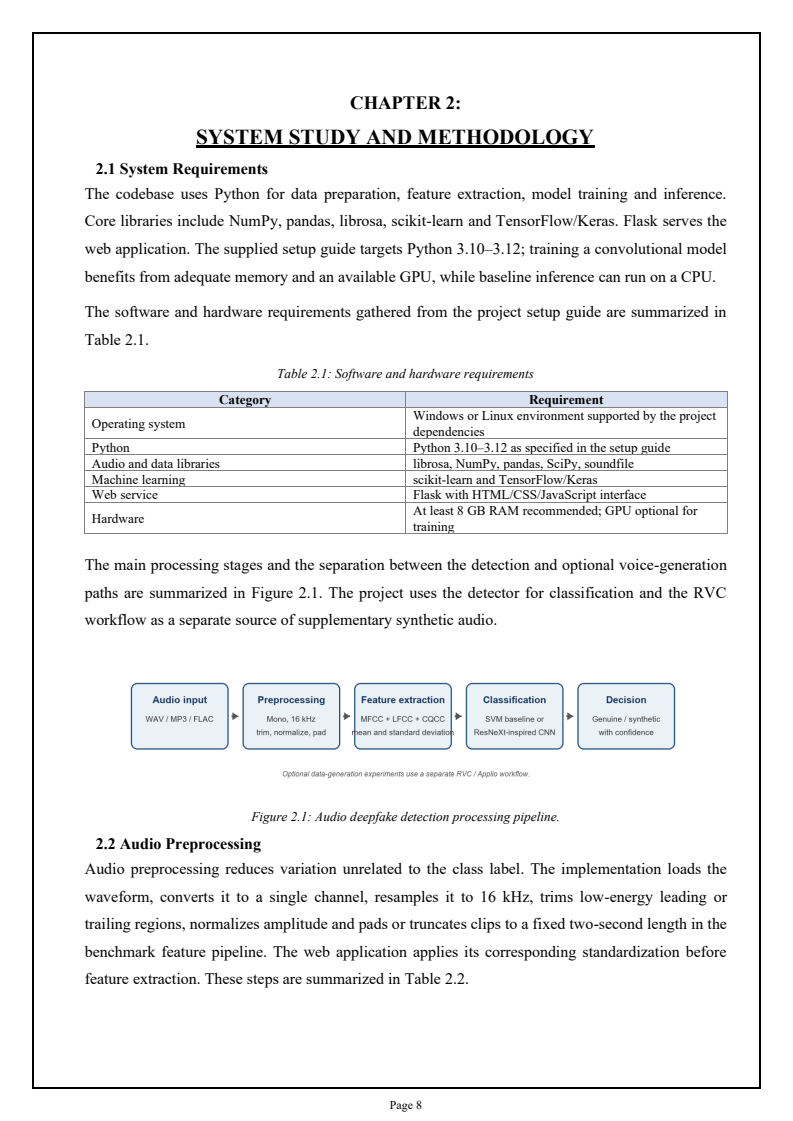 CHAPTER 2:
SYSTEM STUDY AND METHODOLOGY
2.1 System Requirements
The codebase uses Python for data preparation, feature extraction, model training and inference.
Core libraries include NumPy, pandas, librosa, scikit-learn and TensorFlow/Keras. Flask serves the
web application. The supplied setup guide targets Python 3.10–3.12; training a convolutional model
benefits from adequate memory and an available GPU, while baseline inference can run on a CPU.
The software and hardware requirements gathered from the project setup guide are summarized in
Table 2.1.
Table 2.1: Software and hardware requirements
Category Requirement
Operating system Windows or Linux environment supported by the project
dependencies
Python Python 3.10–3.12 as specified in the setup guide
Audio and data libraries librosa, NumPy, pandas, SciPy, soundfile
Machine learning scikit-learn and TensorFlow/Keras
Web service Flask with HTML/CSS/JavaScript interface
Hardware At least 8 GB RAM recommended; GPU optional for
training
The main processing stages and the separation between the detection and optional voice-generation
paths are summarized in Figure 2.1. The project uses the detector for classification and the RVC
workflow as a separate source of supplementary synthetic audio.
Audio input
WAV / MP3 / FLAC
Preprocessing
Mono, 16 kHz
trim, normalize, pad
Feature extraction
MFCC + LFCC + CQCC
mean and standard deviation
Classification
SVM baseline or
ResNeXt-inspired CNN
Decision
Genuine / synthetic
with confidence
Optional data-generation experiments use a separate RVC / Applio workflow.
Figure 2.1: Audio deepfake detection processing pipeline.
2.2 Audio Preprocessing
Audio preprocessing reduces variation unrelated to the class label. The implementation loads the
waveform, converts it to a single channel, resamples it to 16 kHz, trims low-energy leading or
trailing regions, normalizes amplitude and pads or truncates clips to a fixed two-second length in the
benchmark feature pipeline. The web application applies its corresponding standardization before
feature extraction. These steps are summarized in Table 2.2.
Page 8